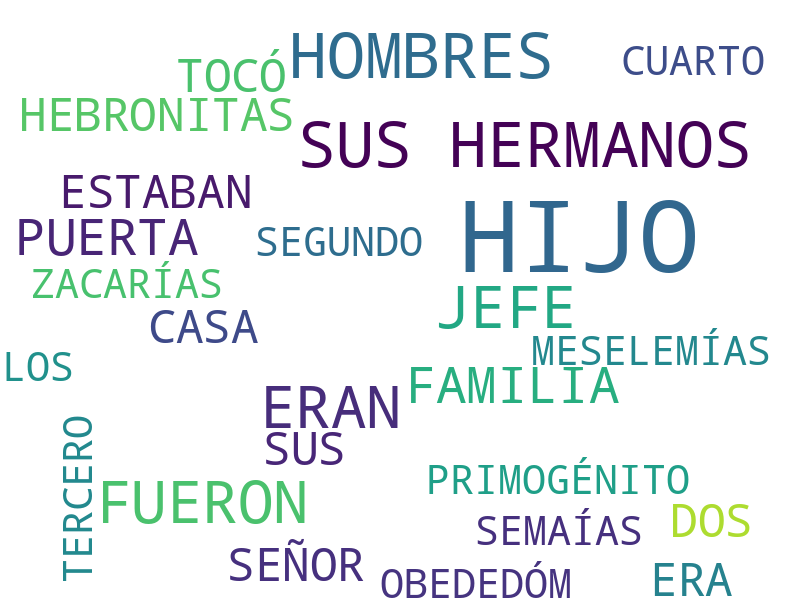 HOMBRES
CUARTO
TOCÓ
HEBRONITAS
SUS HERMANOS
ESTABAN
HIJO
PUERTA
SEGUNDO
ZACARÍAS
JEFE
CASA
MESELEMÍAS
LOS
FAMILIA
ERAN
SUS
TERCERO
PRIMOGÉNITO
FUERON
SEMAÍAS
DOS
SEÑOR
OBEDEDÓM
ERA